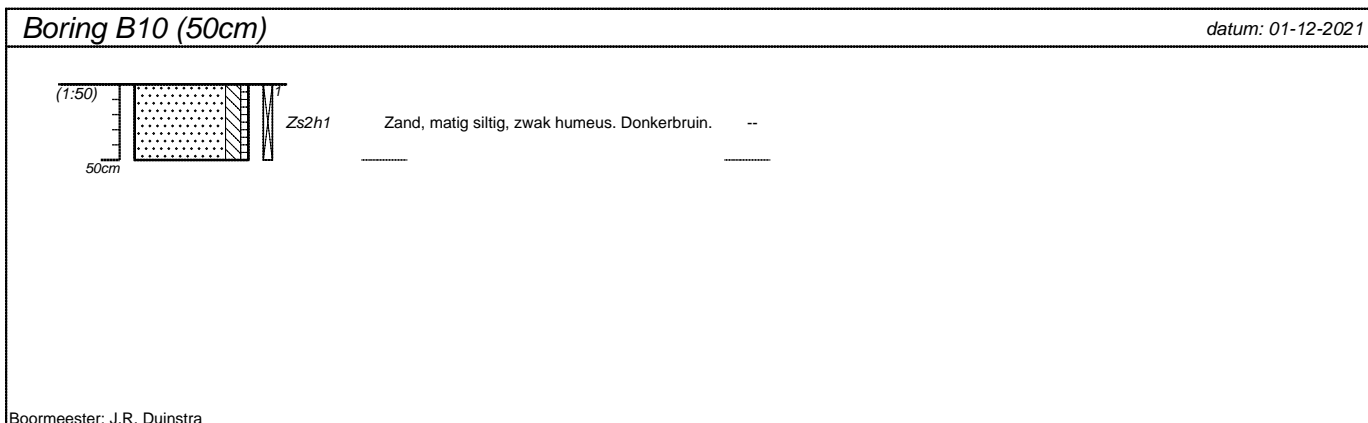 Boring B10 (50cm)
datum: 01-12-2021
(1:50)
1
Zs2h1
Zand, matig siltig, zwak humeus. Donkerbruin.
--
50cm
Boormeester: J.R. Duinstra